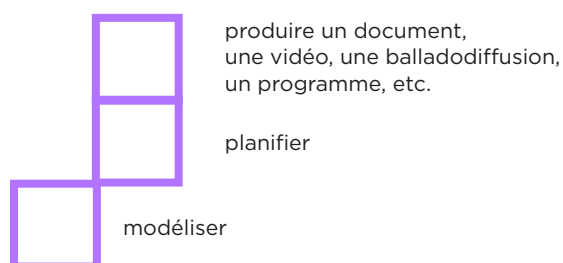 produire un document,
une vidéo, une balladodiffusion,
un programme, etc.
planifier
modéliser